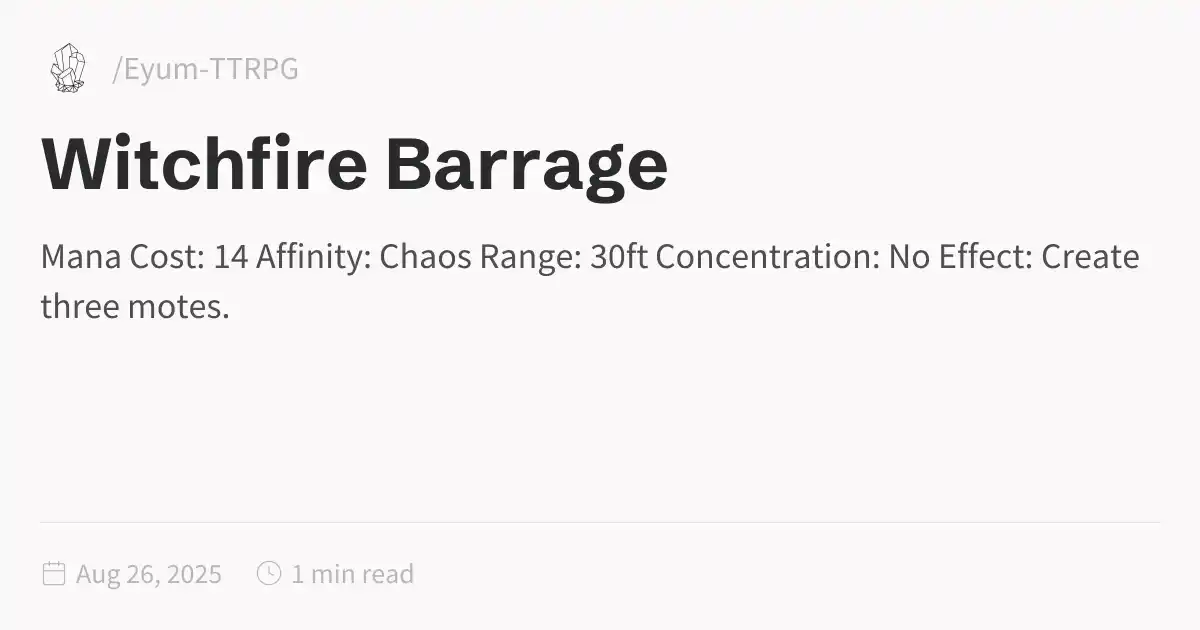 /Eyum-TTRPG
Witchfire Barrage
Mana Cost: 14 Affinity: Chaos Range: 30ft Concentration: No Effect: Create
three motes.
Aug 26, 2025 1 min read